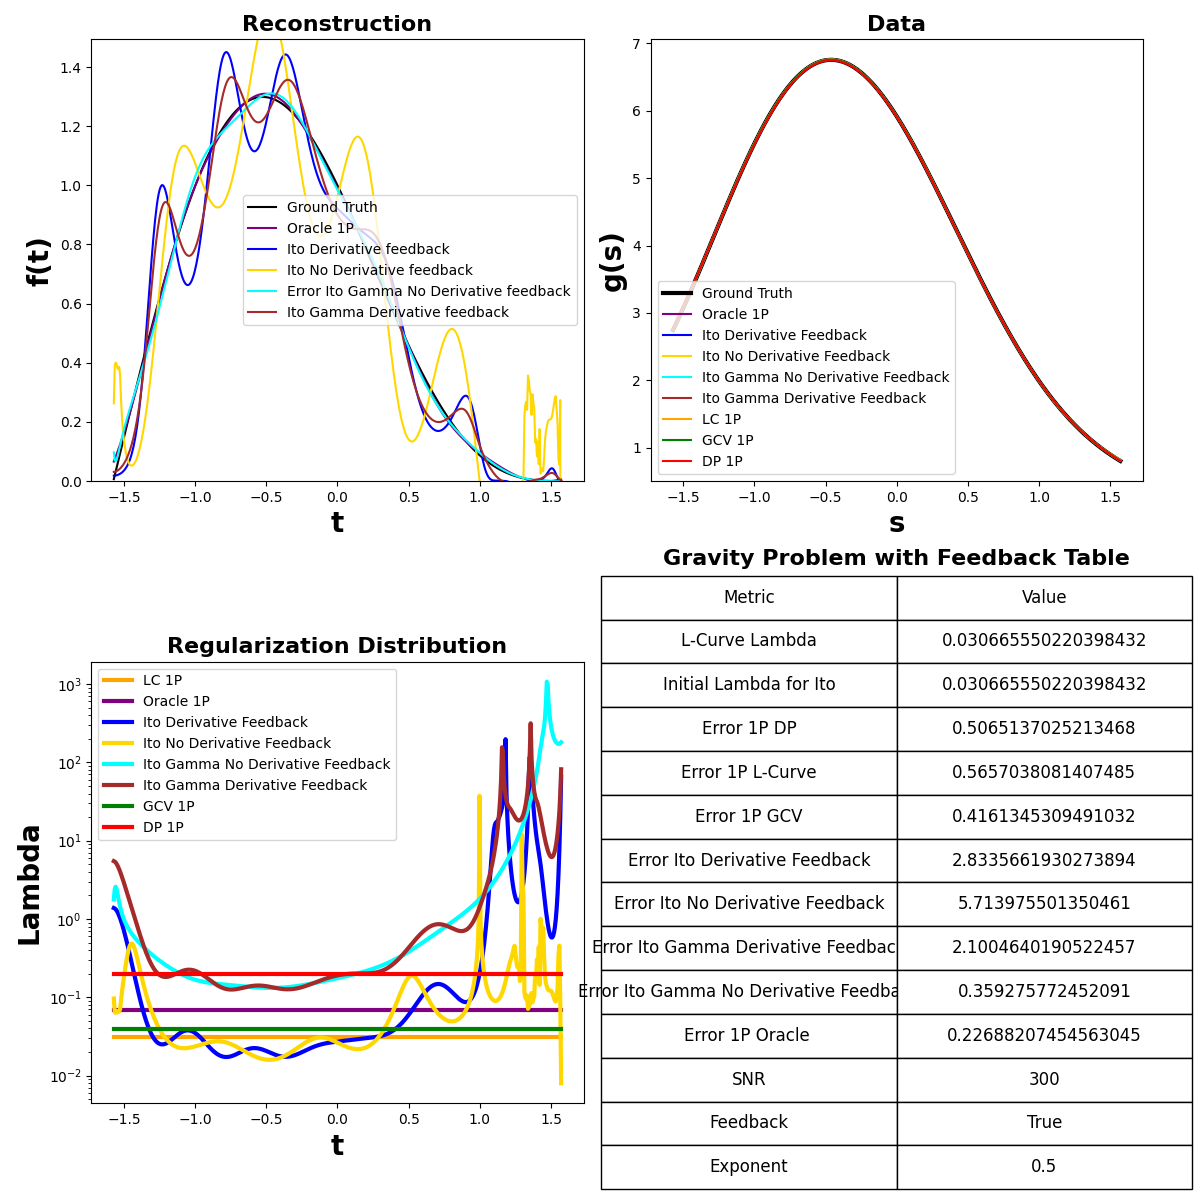 Reconstruction
f(t)
1.4
1.2
1.0
0.8
0.6
0.4
0.2
0.0
Ground Truth
Oracle 1P
Ito Derivative feedback
Ito No Derivative feedback
Error Ito Gamma No Derivative feedback
Ito Gamma Derivative feedback
−1.5 −1.0 −0.5 0.0 0.5 1.0 1.5
t
Data
g(s)
7
6
5
4
3
2
1
Ground Truth
Oracle 1P
Ito Derivative Feedback
Ito No Derivative Feedback
Ito Gamma No Derivative Feedback
Ito Gamma Derivative Feedback
LC 1P
GCV 1P
DP 1P
−1.5 −1.0 −0.5 0.0 0.5 1.0 1.5
s
Regularization Distribution
Lambda
10³
10²
10¹
10⁰
10⁻¹
10⁻²
LC 1P
Oracle 1P
Ito Derivative Feedback
Ito No Derivative Feedback
Ito Gamma No Derivative Feedback
Ito Gamma Derivative Feedback
GCV 1P
DP 1P
−1.5 −1.0 −0.5 0.0 0.5 1.0 1.5
t
Gravity Problem with Feedback Table
Metric Value
L-Curve Lambda 0.030665550220398432
Initial Lambda for Ito 0.030665550220398432
Error 1P DP 0.5065137025213468
Error 1P L-Curve 0.5657038081407485
Error 1P GCV 0.4161345309491032
Error Ito Derivative Feedback 2.8335661930273894
Error Ito No Derivative Feedback 5.713975501350461
Error Ito Gamma Derivative Feedbac 2.1004640190522457
Error Ito Gamma No Derivative Feedba 0.359275772452091
Error 1P Oracle 0.22688207454563045
SNR 300
Feedback True
Exponent 0.5